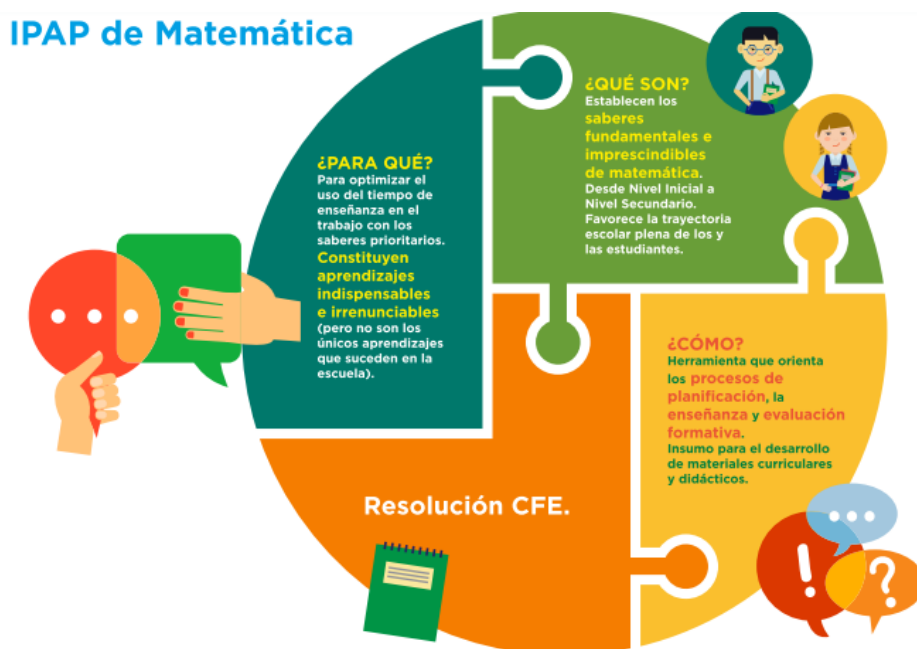 IPAP de Matemática
¿PARA QUÉ?
Para optimizar el
uso del tiempo de
enseñanza en el
trabajo con los
saberes prioritarios.
Constituyen
aprendizajes
indispensables
e irrenunciables
(pero no son los
únicos aprendizajes
que suceden en la
escuela).
¿QUÉ SON?
Establecen los
saberes
fundamentales e
imprescindibles
de matemática.
Desde Nivel Inicial a
Nivel Secundario.
Favorece la trayectoria
escolar plena de los y
las estudiantes.
¿CÓMO?
Herramienta que orienta
los procesos de
planificación, la
enseñanza y evaluación
formativa.
Insumo para el desarrollo
de materiales curriculares
y didácticos.
Resolución CFE.
! ?